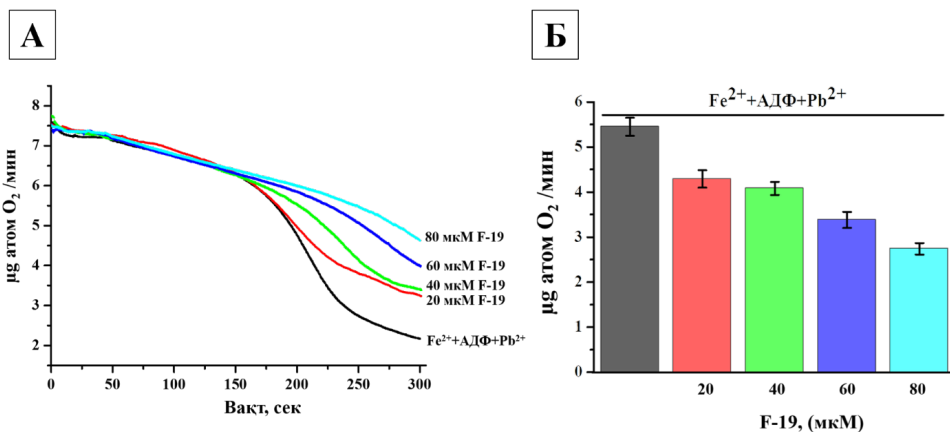 А
Б
8
7
6
5
4
3
2
µg атом O2 /мин
0
50
100
150
200
250
300
Вақт, сек
80 мкМ F-19
60 мкМ F-19
40 мкМ F-19
20 мкМ F-19
Fe2++АДФ+Pb2+
Fe2++АДФ+Pb2+
6
5
4
3
2
1
0
µg атом O2 /мин
20
40
60
80
F-19, (мкМ)